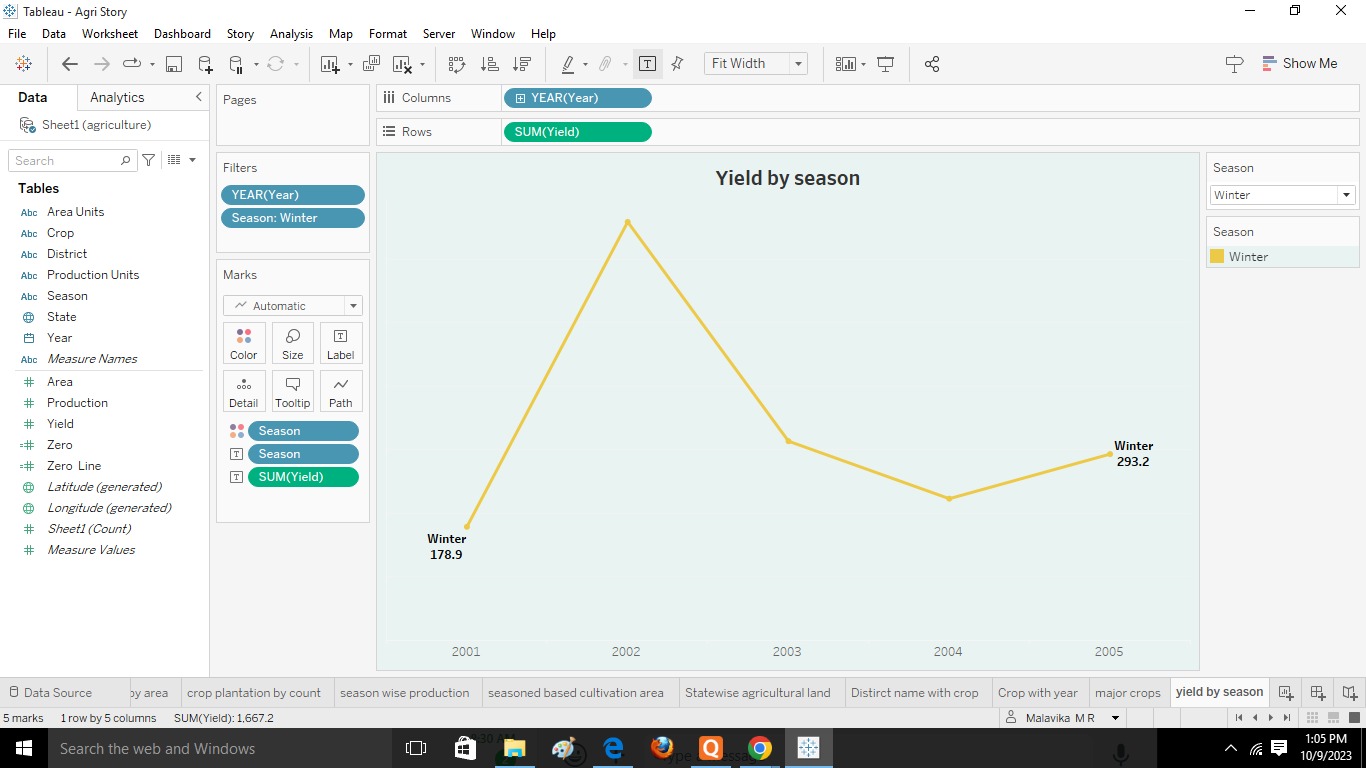 Tableau - Agri Story
File Data Worksheet Dashboard Story Analysis Map Format Server Window Help
Fit Width
Show Me
Data Analytics
Sheet1 (agriculture)
Search
Tables
Abc Area Units
Abc Crop
Abc District
Abc Production Units
Abc Season
State
Year
Abc Measure Names
Area
Production
Yield
Zero
Zero Line
Latitude (generated)
Longitude (generated)
Sheet1 (Count)
Measure Values
Pages
Filters
YEAR(Year)
Season: Winter
Marks
Automatic
Color Size Label
Detail Tooltip Path
Season
Season
SUM(Yield)
Columns YEAR(Year)
Rows SUM(Yield)
Yield by season
Winter
178.9
Winter
293.2
2001 2002 2003 2004 2005
Season
Winter
Season
Winter
Data Source by area crop plantation by count season wise production seasoned based cultivation area Statewise agricultural land Distirct name with crop Crop with year major crops yield by season
5 marks 1 row by 5 columns SUM(Yield): 1,667.2 Malavika M R
Search the web and Windows
1:05 PM
10/9/2023